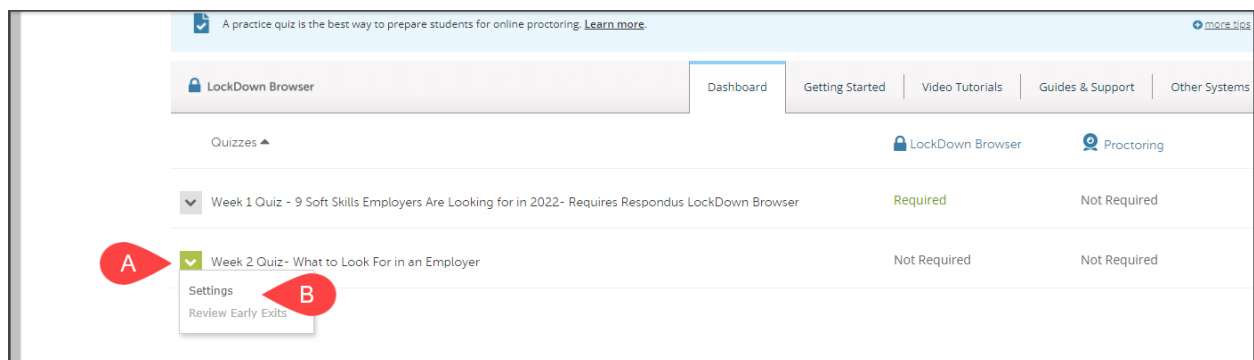 A practice quiz is the best way to prepare students for online proctoring. Learn more.
more tips
LockDown Browser
Dashboard
Getting Started
Video Tutorials
Guides & Support
Other Systems
Quizzes
LockDown Browser
Proctoring
Week 1 Quiz - 9 Soft Skills Employers Are Looking for in 2022- Requires Respondus LockDown Browser
Required
Not Required
A
Week 2 Quiz- What to Look For in an Employer
Not Required
Not Required
Settings
B
Review Early Exits